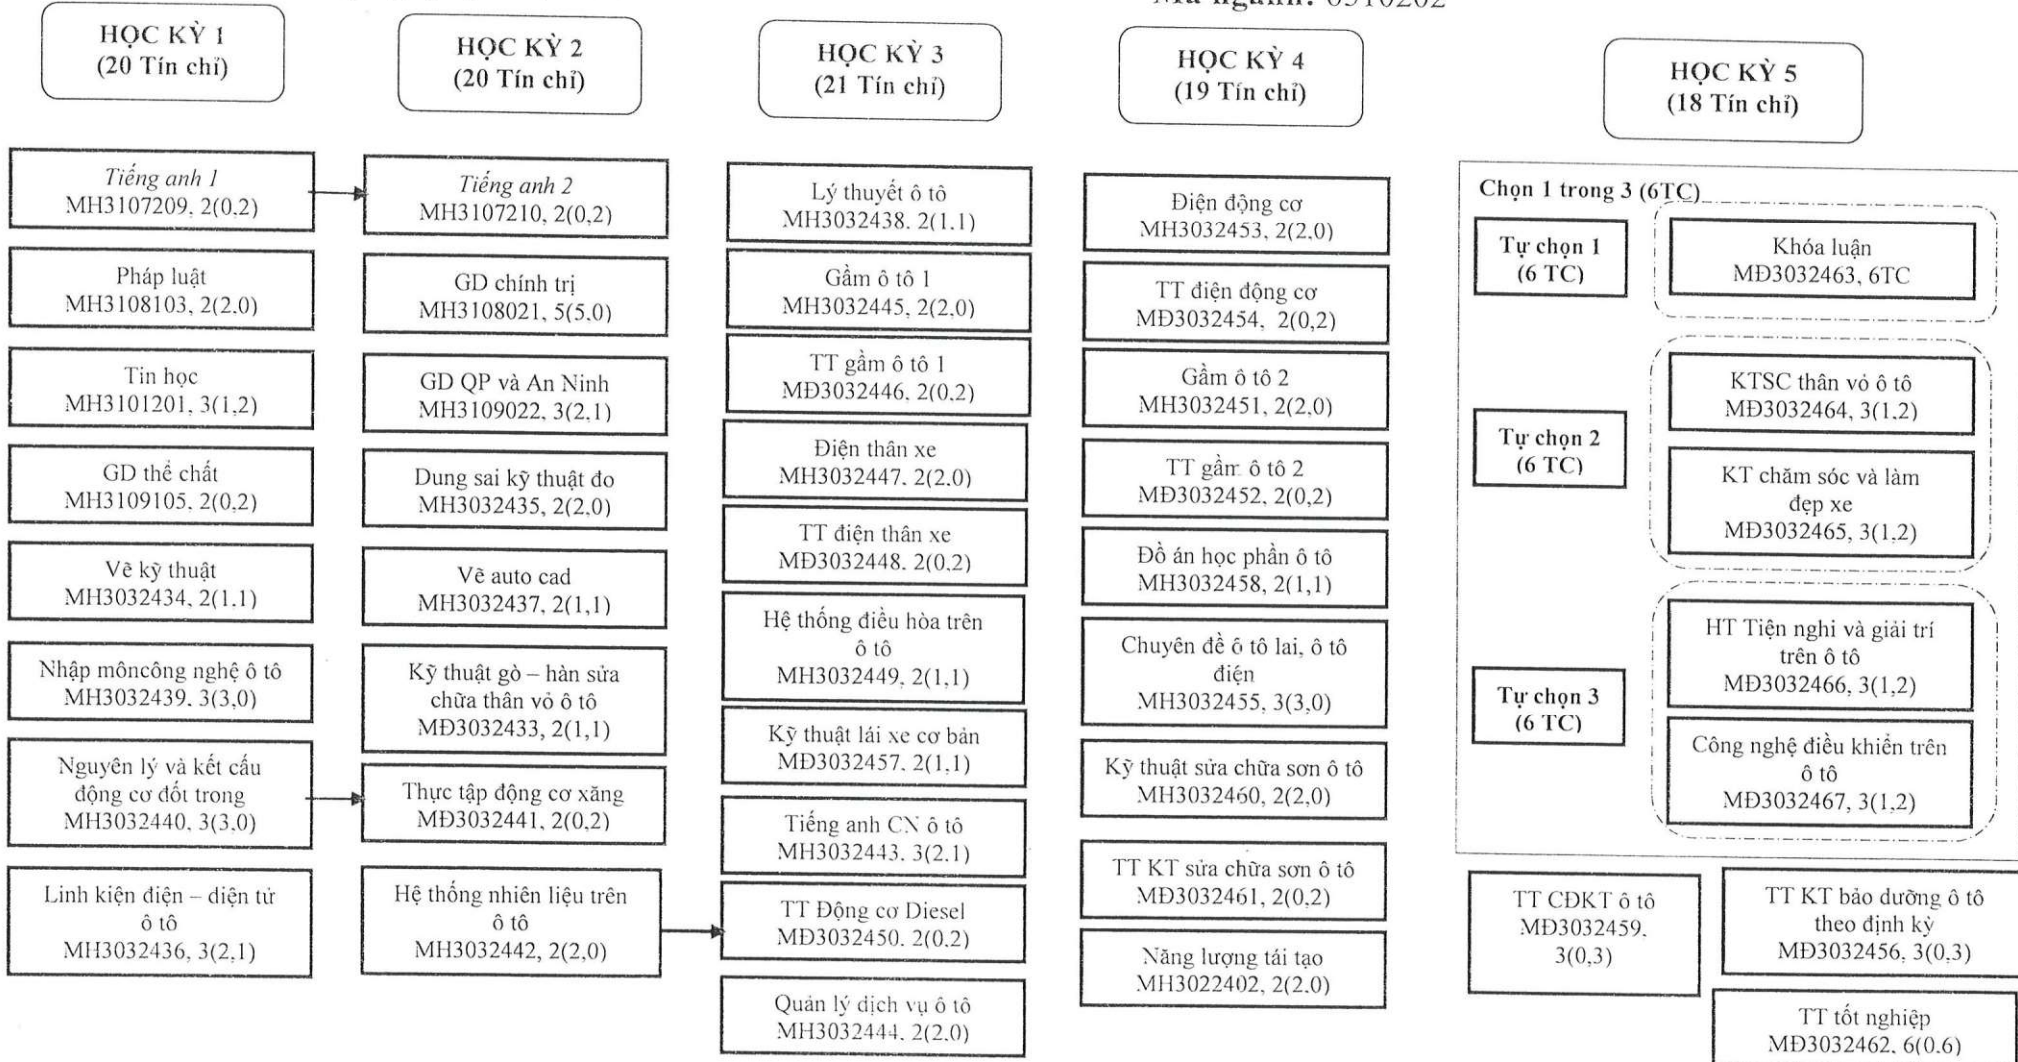 HỌC KỲ 1
(20 Tín chỉ)
Tiếng anh 1
MH3107209, 2(0,2)
Pháp luật
MH3108103, 2(2,0)
Tin học
MH3101201, 3(1,2)
GD thể chất
MH3109105, 2(0,2)
Vẽ kỹ thuật
MH3032434, 2(1.1)
Nhập môncông nghệ ô tô
MH3032439, 3(3,0)
Nguyên lý và kết cấu
động cơ đốt trong
MH3032440, 3(3,0)
Linh kiện điện – điện tử
ô tô
MH3032436, 3(2,1)
HỌC KỲ 2
(20 Tín chỉ)
Tiếng anh 2
MH3107210, 2(0,2)
GD chính trị
MH3108021, 5(5,0)
GD QP và An Ninh
MH3109022, 3(2,1)
Dung sai kỹ thuật đo
MH3032435, 2(2,0)
Vẽ auto cad
MH3032437, 2(1,1)
Kỹ thuật gò – hàn sửa
chữa thân vỏ ô tô
MĐ3032433, 2(1,1)
Thực tập động cơ xăng
MĐ3032441, 2(0,2)
Hệ thống nhiên liệu trên
ô tô
MH3032442, 2(2,0)
HỌC KỲ 3
(21 Tín chỉ)
Lý thuyết ô tô
MH3032438. 2(1.1)
Gầm ô tô 1
MH3032445, 2(2,0)
TT gầm ô tô 1
MĐ3032446, 2(0,2)
Điện thân xe
MH3032447. 2(2,0)
TT điện thân xe
MĐ3032448. 2(0,2)
Hệ thống điều hòa trên
ô tô
MH3032449, 2(1,1)
Kỹ thuật lái xe cơ bản
MĐ3032457. 2(1,1)
Tiếng anh CN ô tô
MH3032443. 3(2,1)
TT Động cơ Diesel
MĐ3032450. 2(0.2)
Quản lý dịch vụ ô tô
MH3032444. 2(2.0)
HỌC KỲ 4
(19 Tín chỉ)
Điện động cơ
MH3032453, 2(2,0)
TT điện động cơ
MĐ3032454, 2(0,2)
Gầm ô tô 2
MH3032451, 2(2,0)
TT gầm ô tô 2
MĐ3032452, 2(0,2)
Đồ án học phần ô tô
MH3032458, 2(1,1)
Chuyên đề ô tô lai, ô tô
điện
MH3032455, 3(3,0)
Kỹ thuật sửa chữa sơn ô tô
MH3032460, 2(2,0)
TT KT sửa chữa sơn ô tô
MĐ3032461, 2(0,2)
Năng lượng tái tạo
MH3022402, 2(2.0)
HỌC KỲ 5
(18 Tín chỉ)
Chọn 1 trong 3 (6TC)
Tự chọn 1
(6 TC)
Khóa luận
MĐ3032463, 6TC
Tự chọn 2
(6 TC)
KTSC thân vỏ ô tô
MĐ3032464, 3(1,2)
KT chăm sóc và làm
đẹp xe
MĐ3032465, 3(1,2)
Tự chọn 3
(6 TC)
HT Tiện nghi và giải trí
trên ô tô
MĐ3032466, 3(1,2)
Công nghệ điều khiển trên
ô tô
MĐ3032467, 3(1,2)
TT CĐKT ô tô
MĐ3032459.
3(0,3)
TT KT bảo dưỡng ô tô
theo định kỳ
MĐ3032456, 3(0,3)
TT tốt nghiệp
MĐ3032462, 6(0,6)